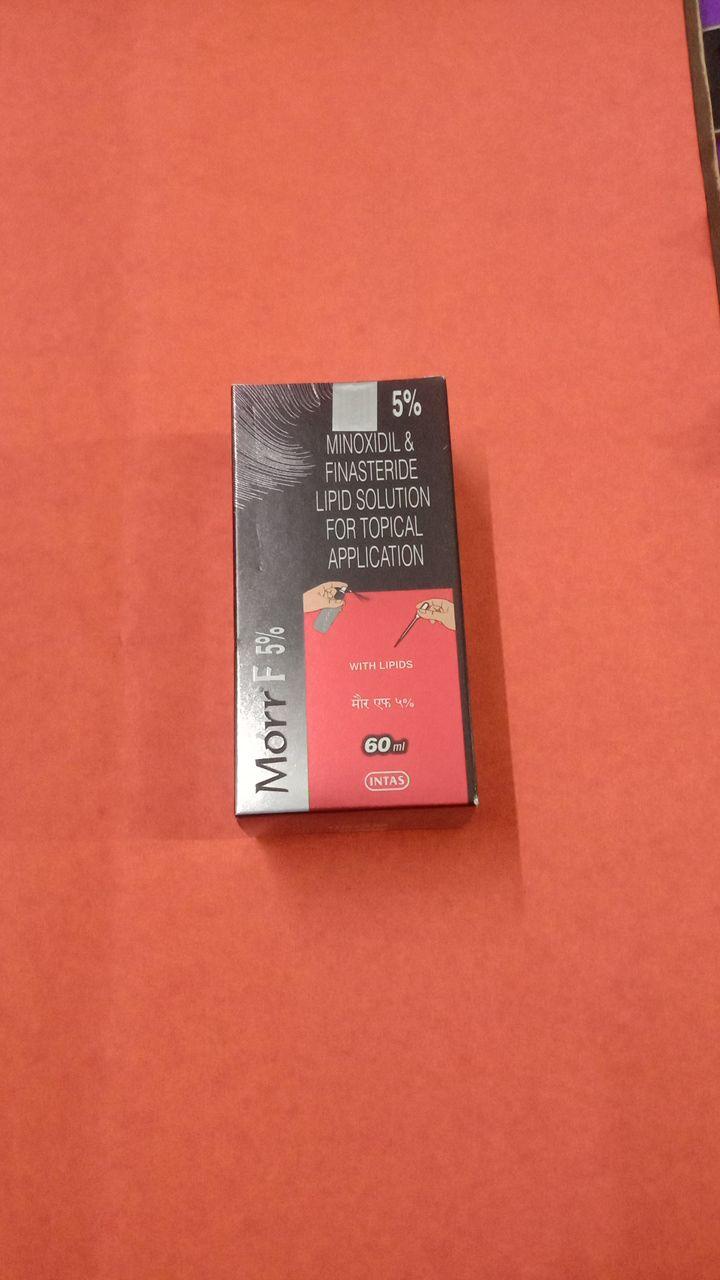 5%
MINOXIDIL &
FINASTERIDE
LIPID SOLUTION
FOR TOPICAL
APPLICATION
Morr F 5%
WITH LIPIDS
मौर एफ ५%
60 ml
INTAS